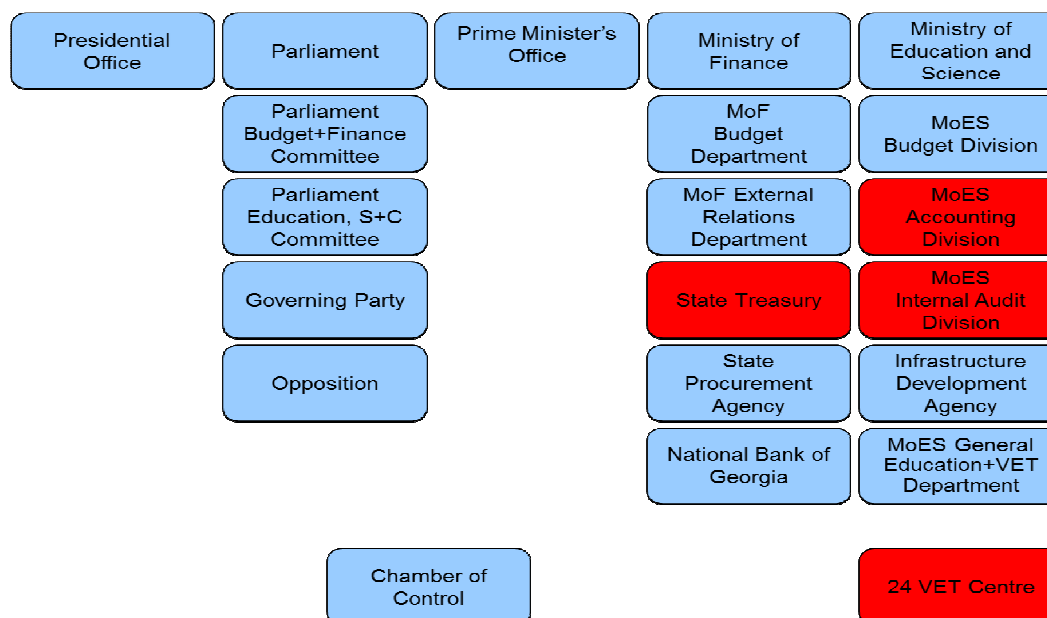 Presidential
Office
Parliament
Prime Minister's
Office
Ministry of
Finance
Ministry of
Education and
Science
Parliament
Budget+Finance
Committee
MoF
Budget
Department
MoES
Budget Division
Parliament
Education, S+C
Committee
MoF External
Relations
Department
MoES
Accounting
Division
Governing Party
State Treasury
MoES
Internal Audit
Division
Opposition
State
Procurement
Agency
Infrastructure
Development
Agency
National Bank of
Georgia
MoES General
Education+VET
Department
Chamber of
Control
24 VET Centre